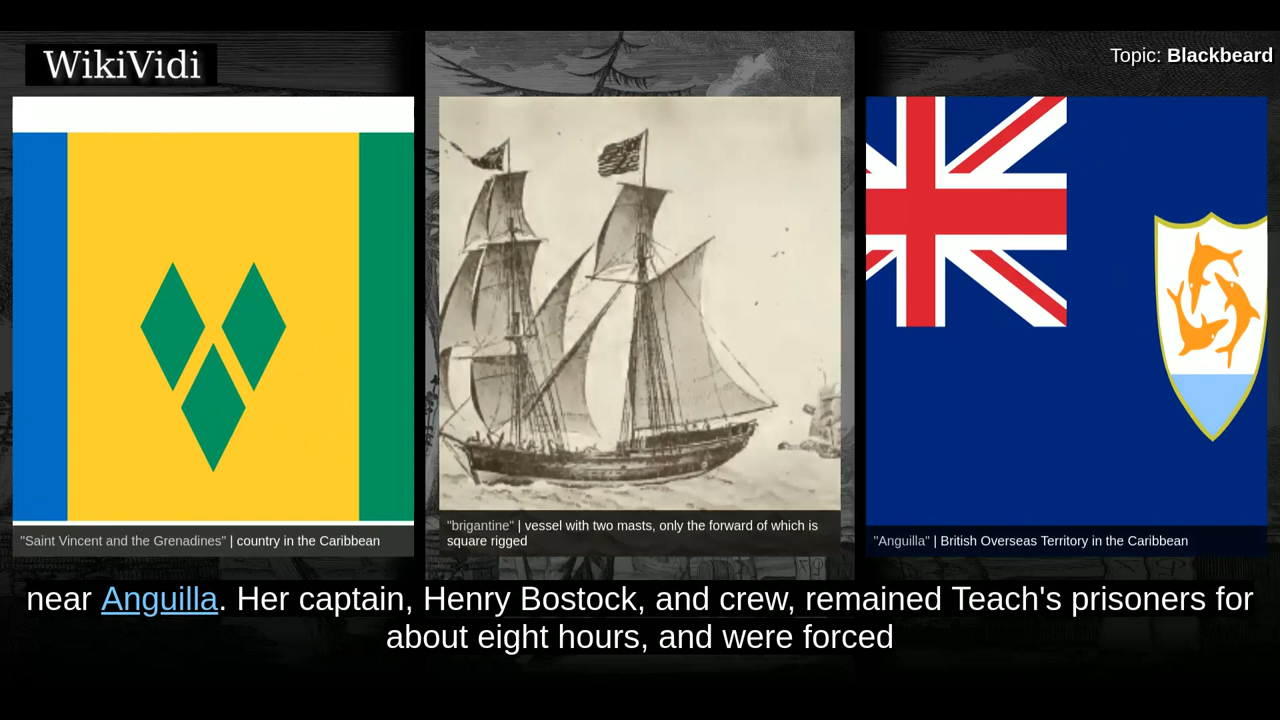 WikiVidi
Topic: Blackbeard
"Saint Vincent and the Grenadines" | country in the Caribbean
"brigantine" | vessel with two masts, only the forward of which is
square rigged
"Anguilla" | British Overseas Territory in the Caribbean
near Anguilla. Her captain, Henry Bostock, and crew, remained Teach's prisoners for
about eight hours, and were forced